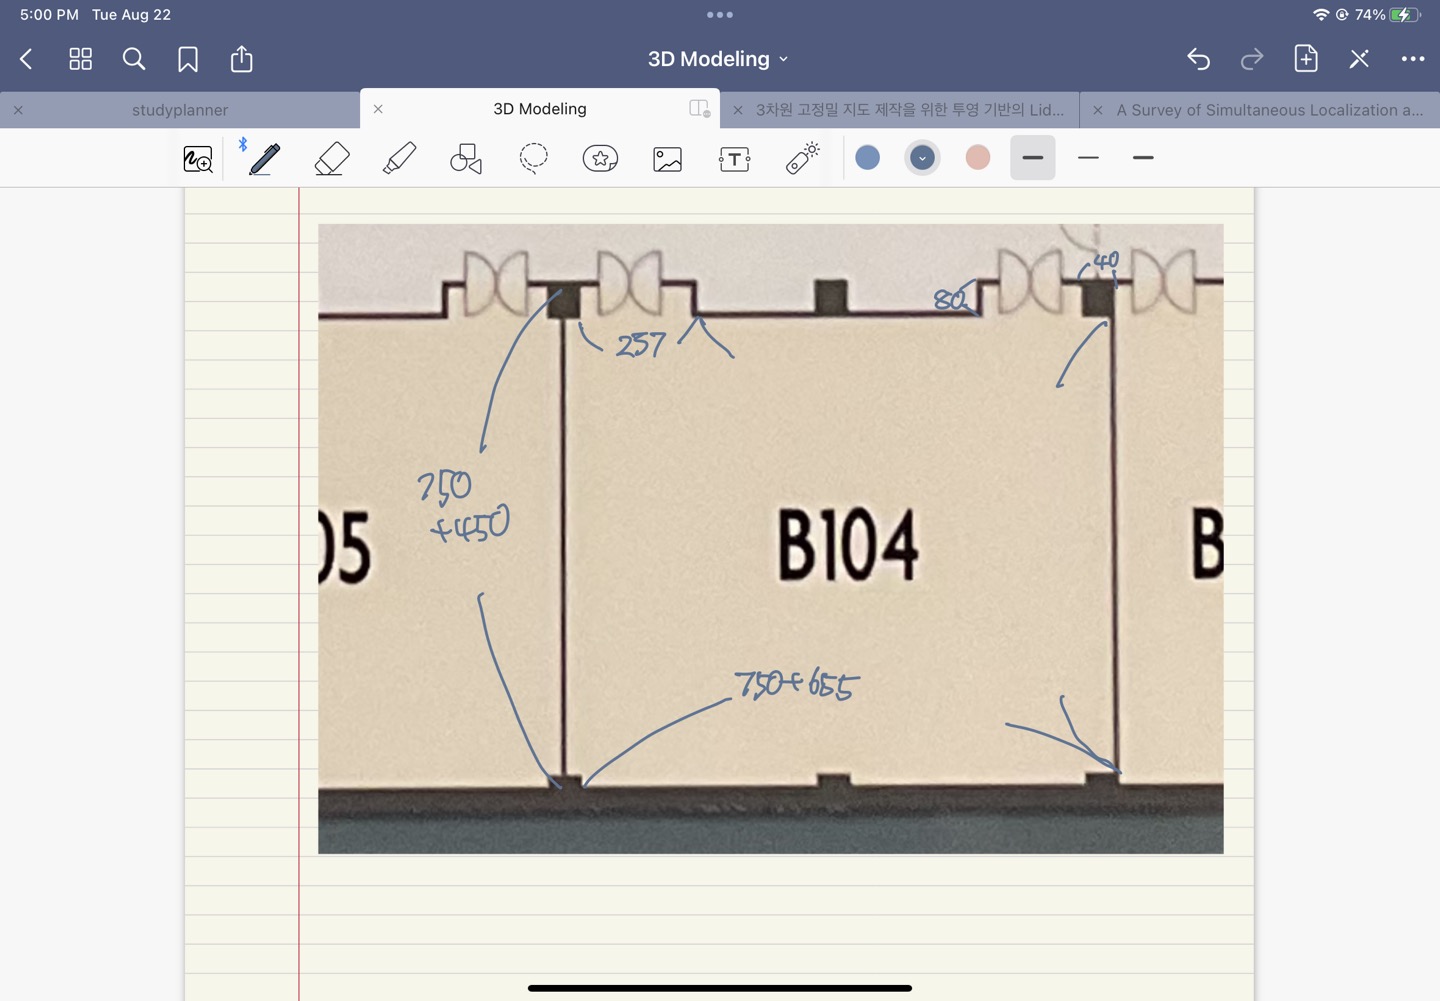 5:00 PM Tue Aug 22
74%
3D Modeling
studyplanner
3D Modeling
3차원 고정밀 지도 제작을 위한 투영 기반의 Lid...
A Survey of Simultaneous Localization a...
T
40
80
257
750
+450
05
B104
B
750+655